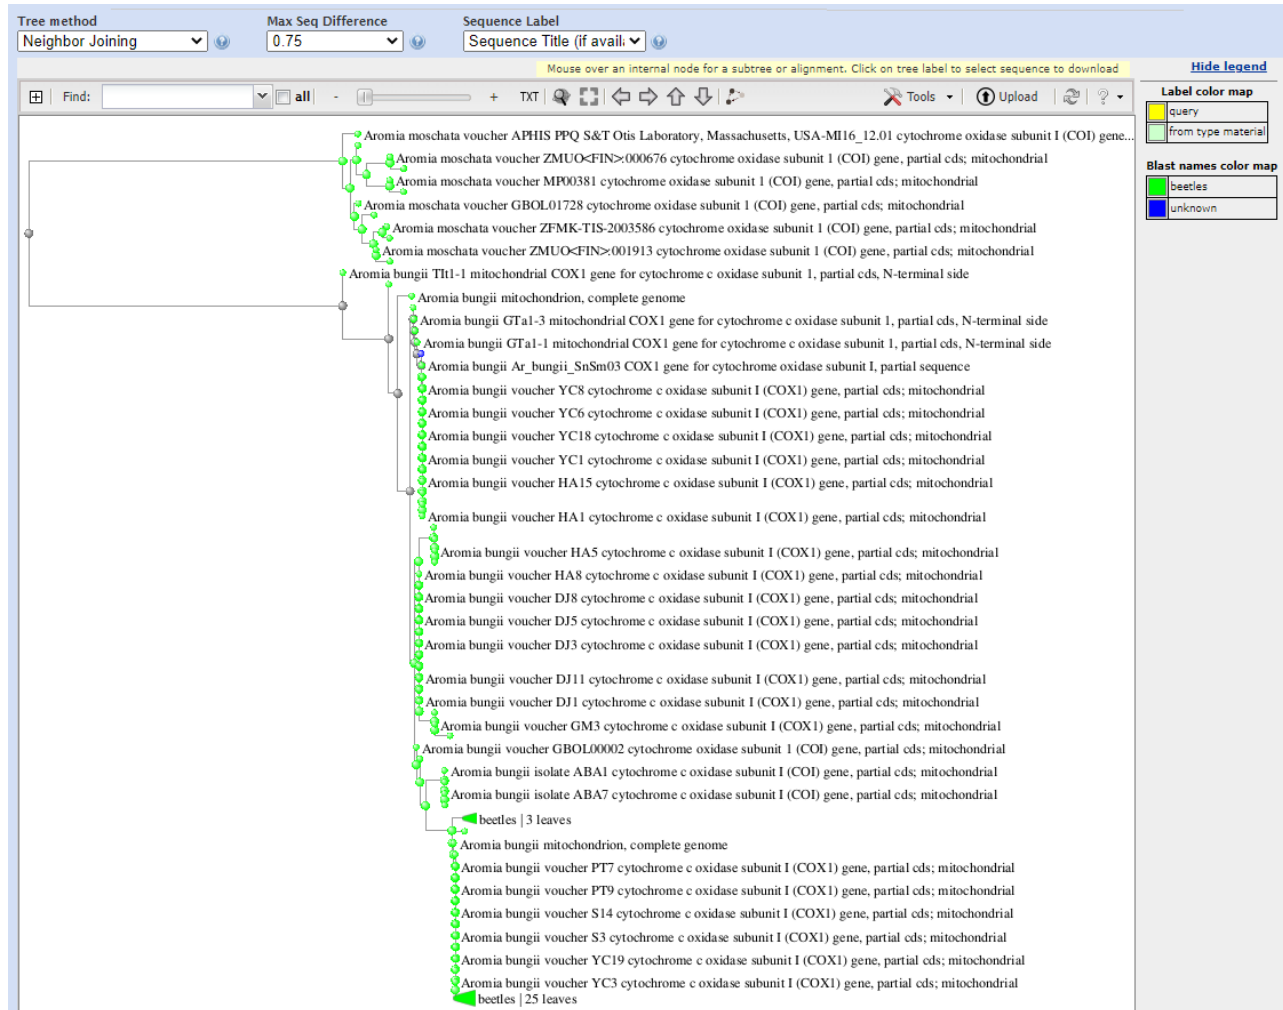 Tree method Max Seq Difference Sequence Label
Neighbor Joining 0.75 Sequence Title (if avail:
Mouse over an internal node for a subtree or alignment. Click on tree label to select sequence to download
Hide legend
Find: all - + TXT Tools Upload ?
Label color map
query
from type material
Blast names color map
beetles
unknown
Aromia moschata voucher APHIS PPQ S&T Otis Laboratory, Massachusetts, USA-MI16_12.01 cytochrome oxidase subunit I (COI) gene...
Aromia moschata voucher ZMUO<FIN>:000676 cytochrome oxidase subunit 1 (COI) gene, partial cds; mitochondrial
Aromia moschata voucher MP00381 cytochrome oxidase subunit 1 (COI) gene, partial cds; mitochondrial
Aromia moschata voucher GBOL01728 cytochrome oxidase subunit 1 (COI) gene, partial cds; mitochondrial
Aromia moschata voucher ZFMK-TIS-2003586 cytochrome oxidase subunit 1 (COI) gene, partial cds; mitochondrial
Aromia moschata voucher ZMUO<FIN>:001913 cytochrome oxidase subunit 1 (COI) gene, partial cds; mitochondrial
Aromia bungii TIt1-1 mitochondrial COX1 gene for cytochrome c oxidase subunit 1, partial cds, N-terminal side
Aromia bungii mitochondrion, complete genome
Aromia bungii GTa1-3 mitochondrial COX1 gene for cytochrome c oxidase subunit 1, partial cds, N-terminal side
Aromia bungii GTa1-1 mitochondrial COX1 gene for cytochrome c oxidase subunit 1, partial cds, N-terminal side
Aromia bungii Ar_bungii_SnSm03 COX1 gene for cytochrome oxidase subunit I, partial sequence
Aromia bungii voucher YC8 cytochrome c oxidase subunit I (COX1) gene, partial cds; mitochondrial
Aromia bungii voucher YC6 cytochrome c oxidase subunit I (COX1) gene, partial cds; mitochondrial
Aromia bungii voucher YC18 cytochrome c oxidase subunit I (COX1) gene, partial cds; mitochondrial
Aromia bungii voucher YC1 cytochrome c oxidase subunit I (COX1) gene, partial cds; mitochondrial
Aromia bungii voucher HA15 cytochrome c oxidase subunit I (COX1) gene, partial cds; mitochondrial
Aromia bungii voucher HA1 cytochrome c oxidase subunit I (COX1) gene, partial cds; mitochondrial
Aromia bungii voucher HA5 cytochrome c oxidase subunit I (COX1) gene, partial cds; mitochondrial
Aromia bungii voucher HA8 cytochrome c oxidase subunit I (COX1) gene, partial cds; mitochondrial
Aromia bungii voucher DJ8 cytochrome c oxidase subunit I (COX1) gene, partial cds; mitochondrial
Aromia bungii voucher DJ5 cytochrome c oxidase subunit I (COX1) gene, partial cds; mitochondrial
Aromia bungii voucher DJ3 cytochrome c oxidase subunit I (COX1) gene, partial cds; mitochondrial
Aromia bungii voucher DJ11 cytochrome c oxidase subunit I (COX1) gene, partial cds; mitochondrial
Aromia bungii voucher DJ1 cytochrome c oxidase subunit I (COX1) gene, partial cds; mitochondrial
Aromia bungii voucher GM3 cytochrome c oxidase subunit I (COX1) gene, partial cds; mitochondrial
Aromia bungii voucher GBOL00002 cytochrome oxidase subunit 1 (COI) gene, partial cds; mitochondrial
Aromia bungii isolate ABA1 cytochrome c oxidase subunit I (COI) gene, partial cds; mitochondrial
Aromia bungii isolate ABA7 cytochrome c oxidase subunit I (COI) gene, partial cds; mitochondrial
beetles | 3 leaves
Aromia bungii mitochondrion, complete genome
Aromia bungii voucher PT7 cytochrome c oxidase subunit I (COX1) gene, partial cds; mitochondrial
Aromia bungii voucher PT9 cytochrome c oxidase subunit I (COX1) gene, partial cds; mitochondrial
Aromia bungii voucher S14 cytochrome c oxidase subunit I (COX1) gene, partial cds; mitochondrial
Aromia bungii voucher S3 cytochrome c oxidase subunit I (COX1) gene, partial cds; mitochondrial
Aromia bungii voucher YC19 cytochrome c oxidase subunit I (COX1) gene, partial cds; mitochondrial
Aromia bungii voucher YC3 cytochrome c oxidase subunit I (COX1) gene, partial cds; mitochondrial
beetles | 25 leaves